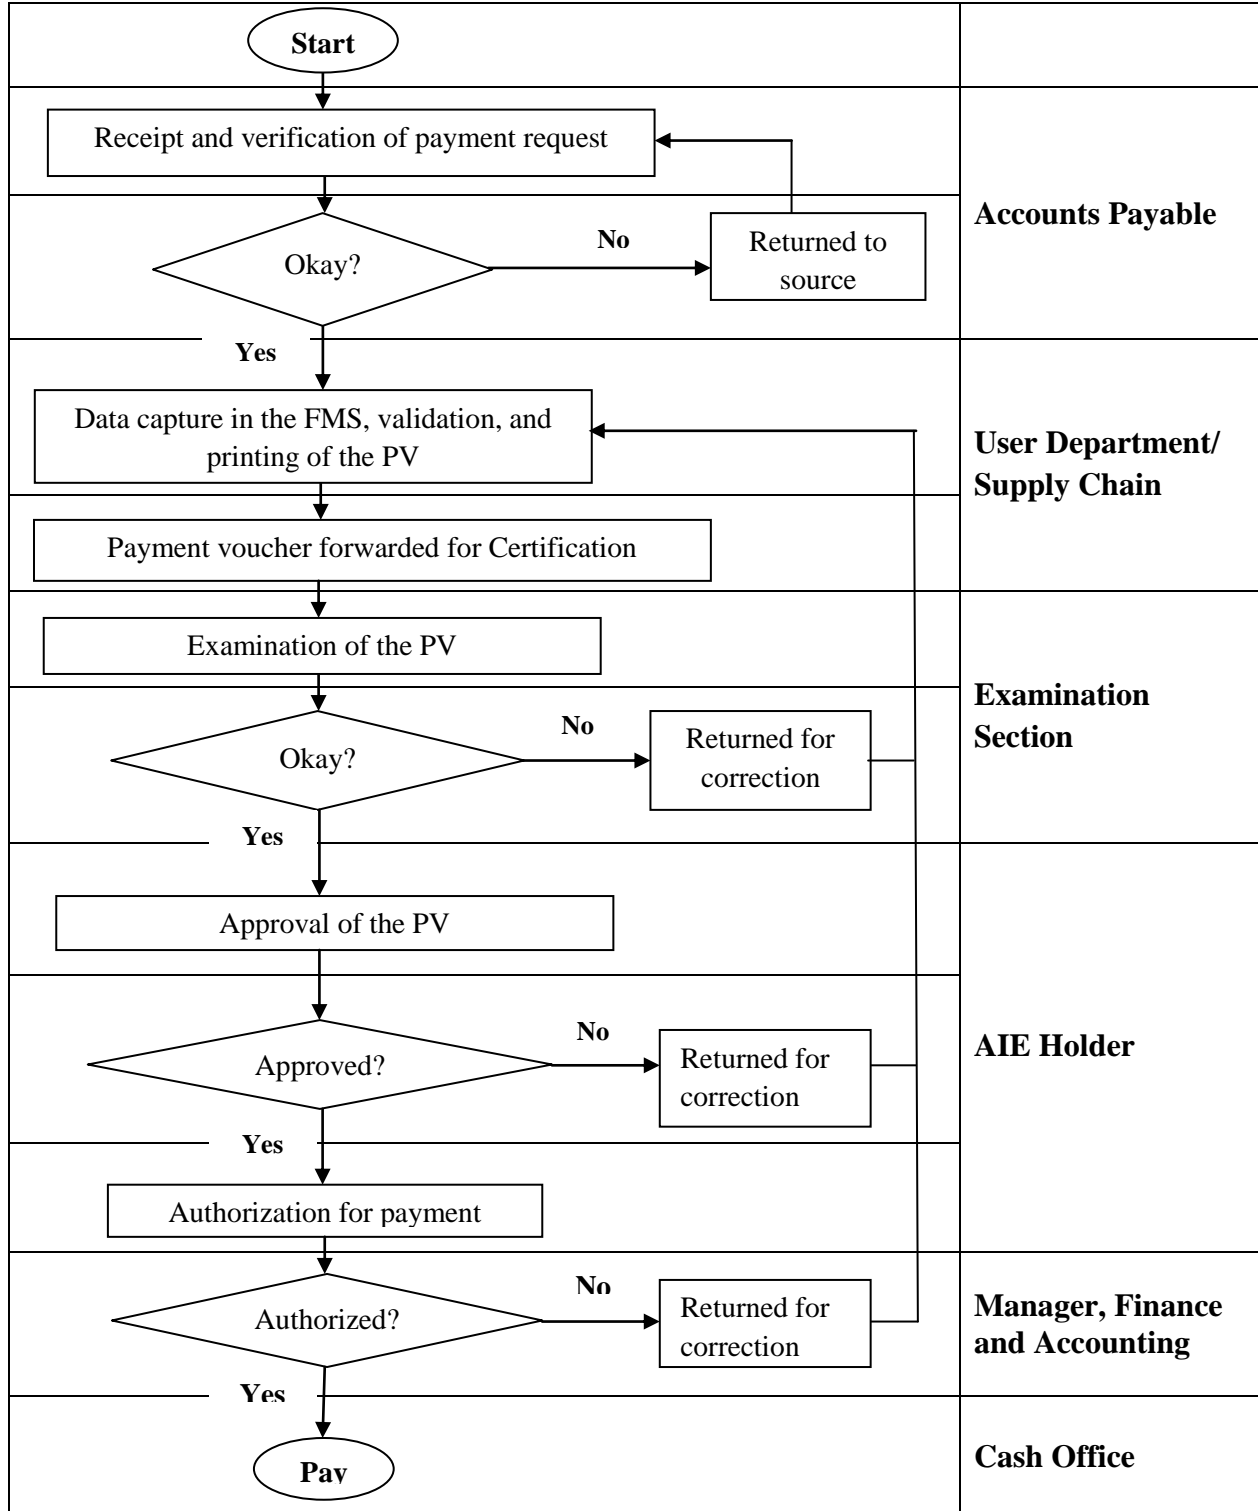 Start
Receipt and verification of payment request
Accounts Payable
Okay?
No
Returned to
source
Yes
Data capture in the FMS, validation, and
printing of the PV
User Department/
Supply Chain
Payment voucher forwarded for Certification
Examination of the PV
Examination
Section
Okay?
No
Returned for
correction
Yes
Approval of the PV
AIE Holder
Approved?
No
Returned for
correction
Yes
Authorization for payment
Authorized?
No
Returned for
correction
Manager, Finance
and Accounting
Yes
Pay
Cash Office